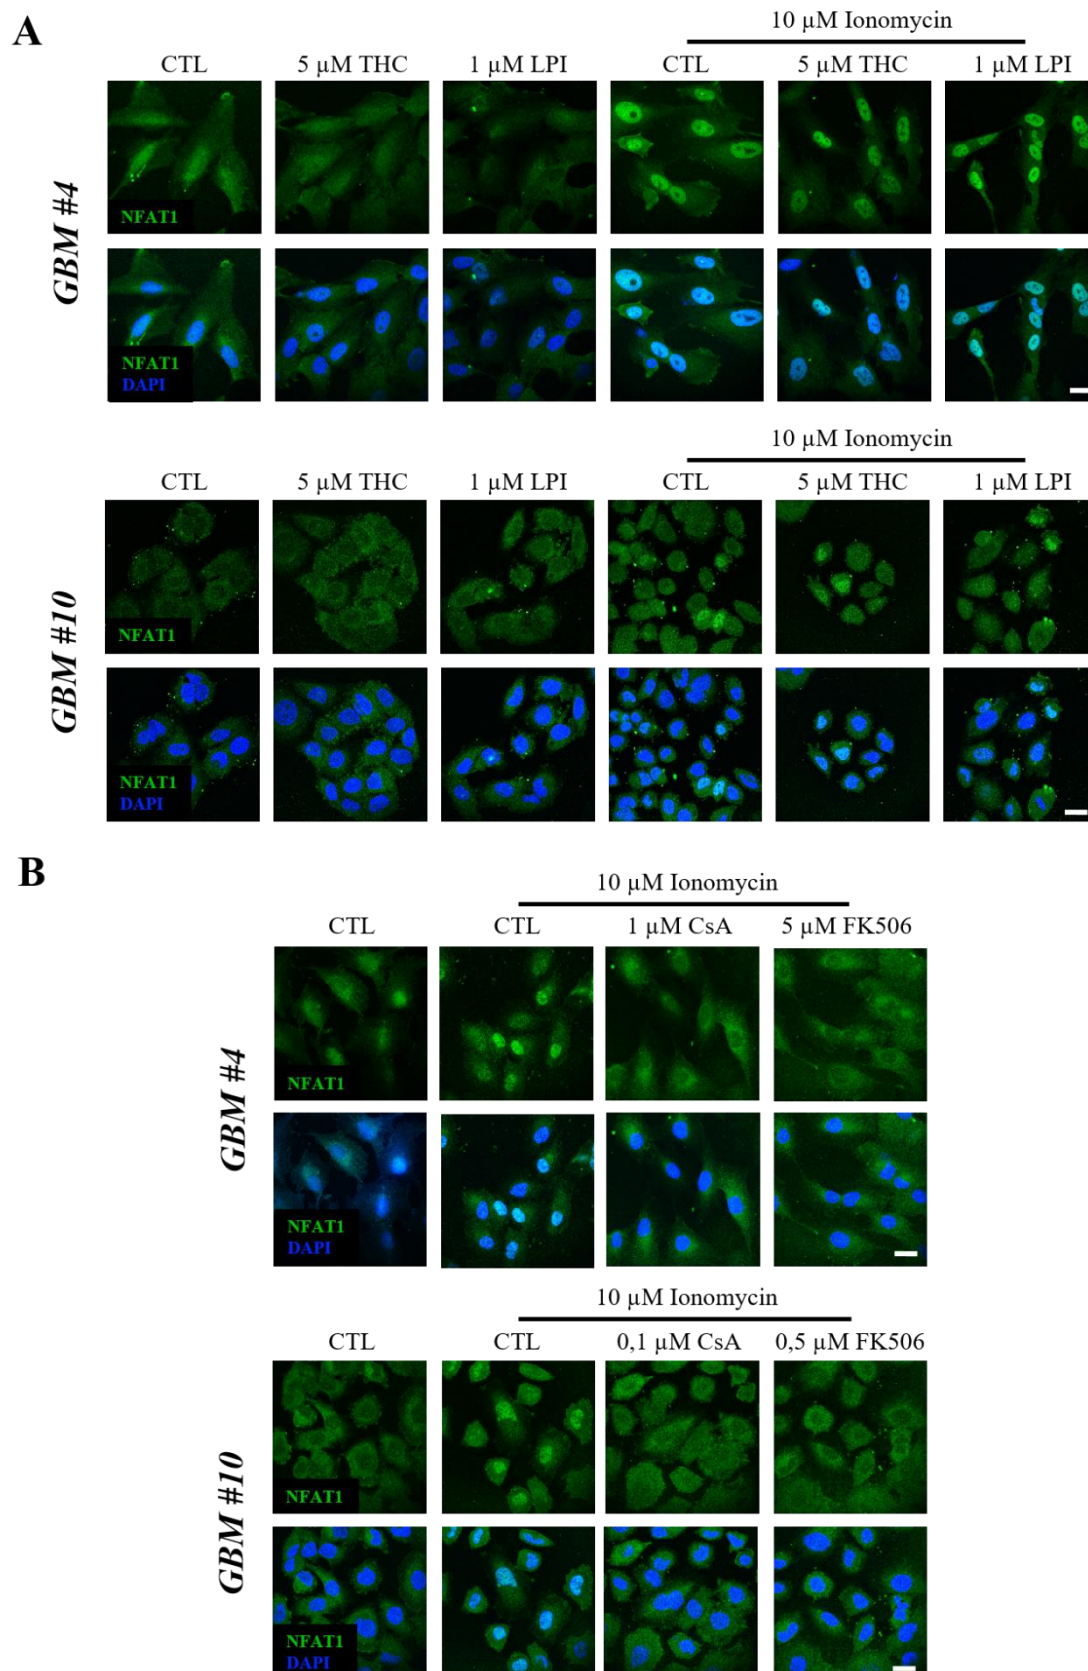 A
10 µM Ionomycin
CTL 5 µM THC 1 µM LPI CTL 5 µM THC 1 µM LPI
GBM #4
NFAT1
NFAT1
DAPI
10 µM Ionomycin
CTL 5 µM THC 1 µM LPI CTL 5 µM THC 1 µM LPI
GBM #10
NFAT1
NFAT1
DAPI
B
10 µM Ionomycin
CTL CTL 1 µM CsA 5 µM FK506
GBM #4
NFAT1
NFAT1
DAPI
10 µM Ionomycin
CTL CTL 0,1 µM CsA 0,5 µM FK506
GBM #10
NFAT1
NFAT1
DAPI